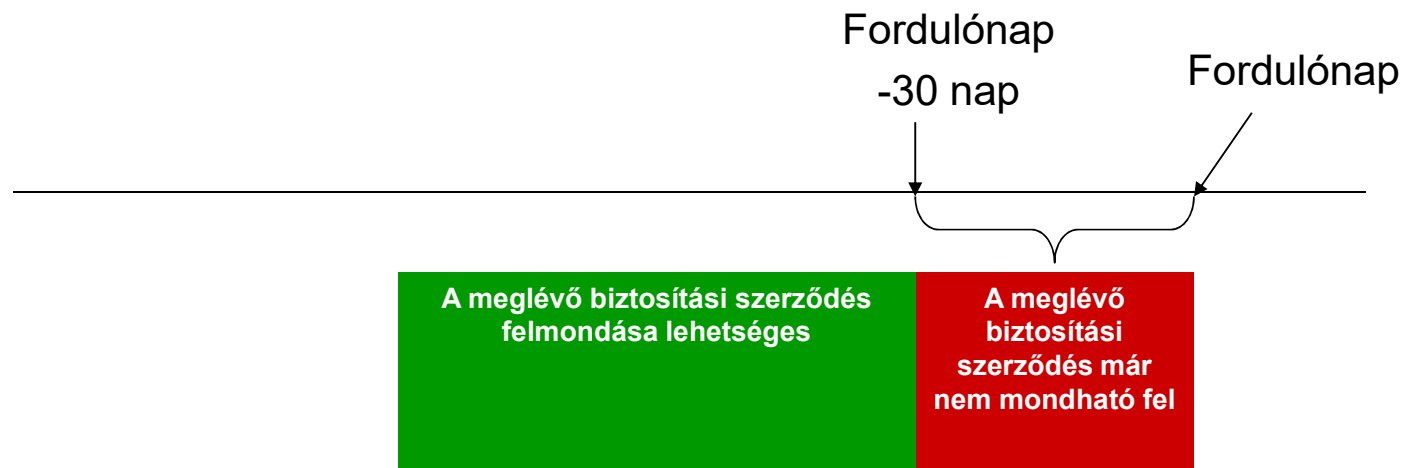 Fordulónap
-30 nap
Fordulónap
A meglévő biztosítási szerződés
felmondása lehetséges
A meglévő
biztosítási
szerződés már
nem mondható fel